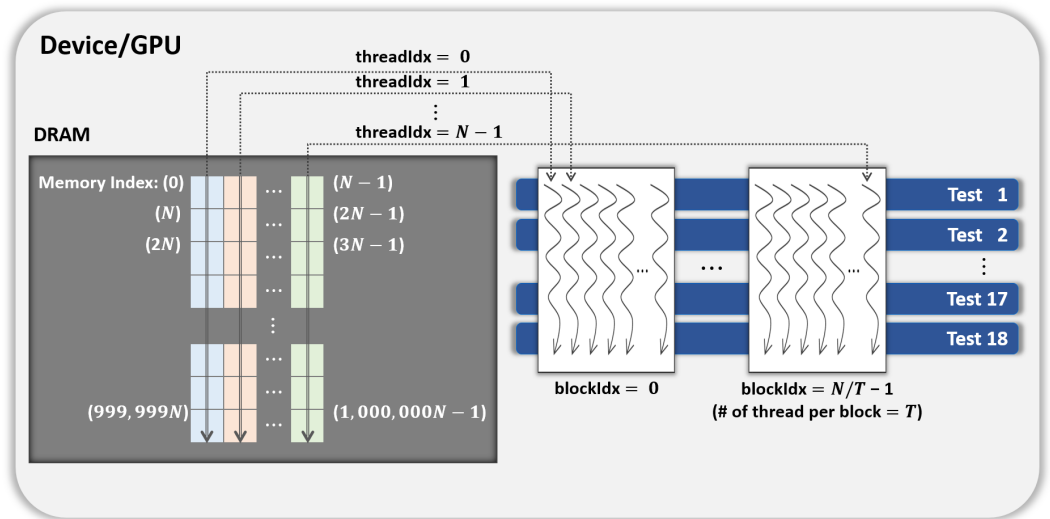 Device/GPU
threadIdx = 0
threadIdx = 1
⋮
threadIdx = N − 1
DRAM
Memory Index: (0) ... (N − 1)
(N) ... (2N − 1)
(2N) ... (3N − 1)
...
⋮
...
...
(999,999N) ... (1,000,000N − 1)
Test 1
Test 2
... ... ... ⋮
Test 17
Test 18
blockIdx = 0
blockIdx = N/T − 1
(# of thread per block = T)